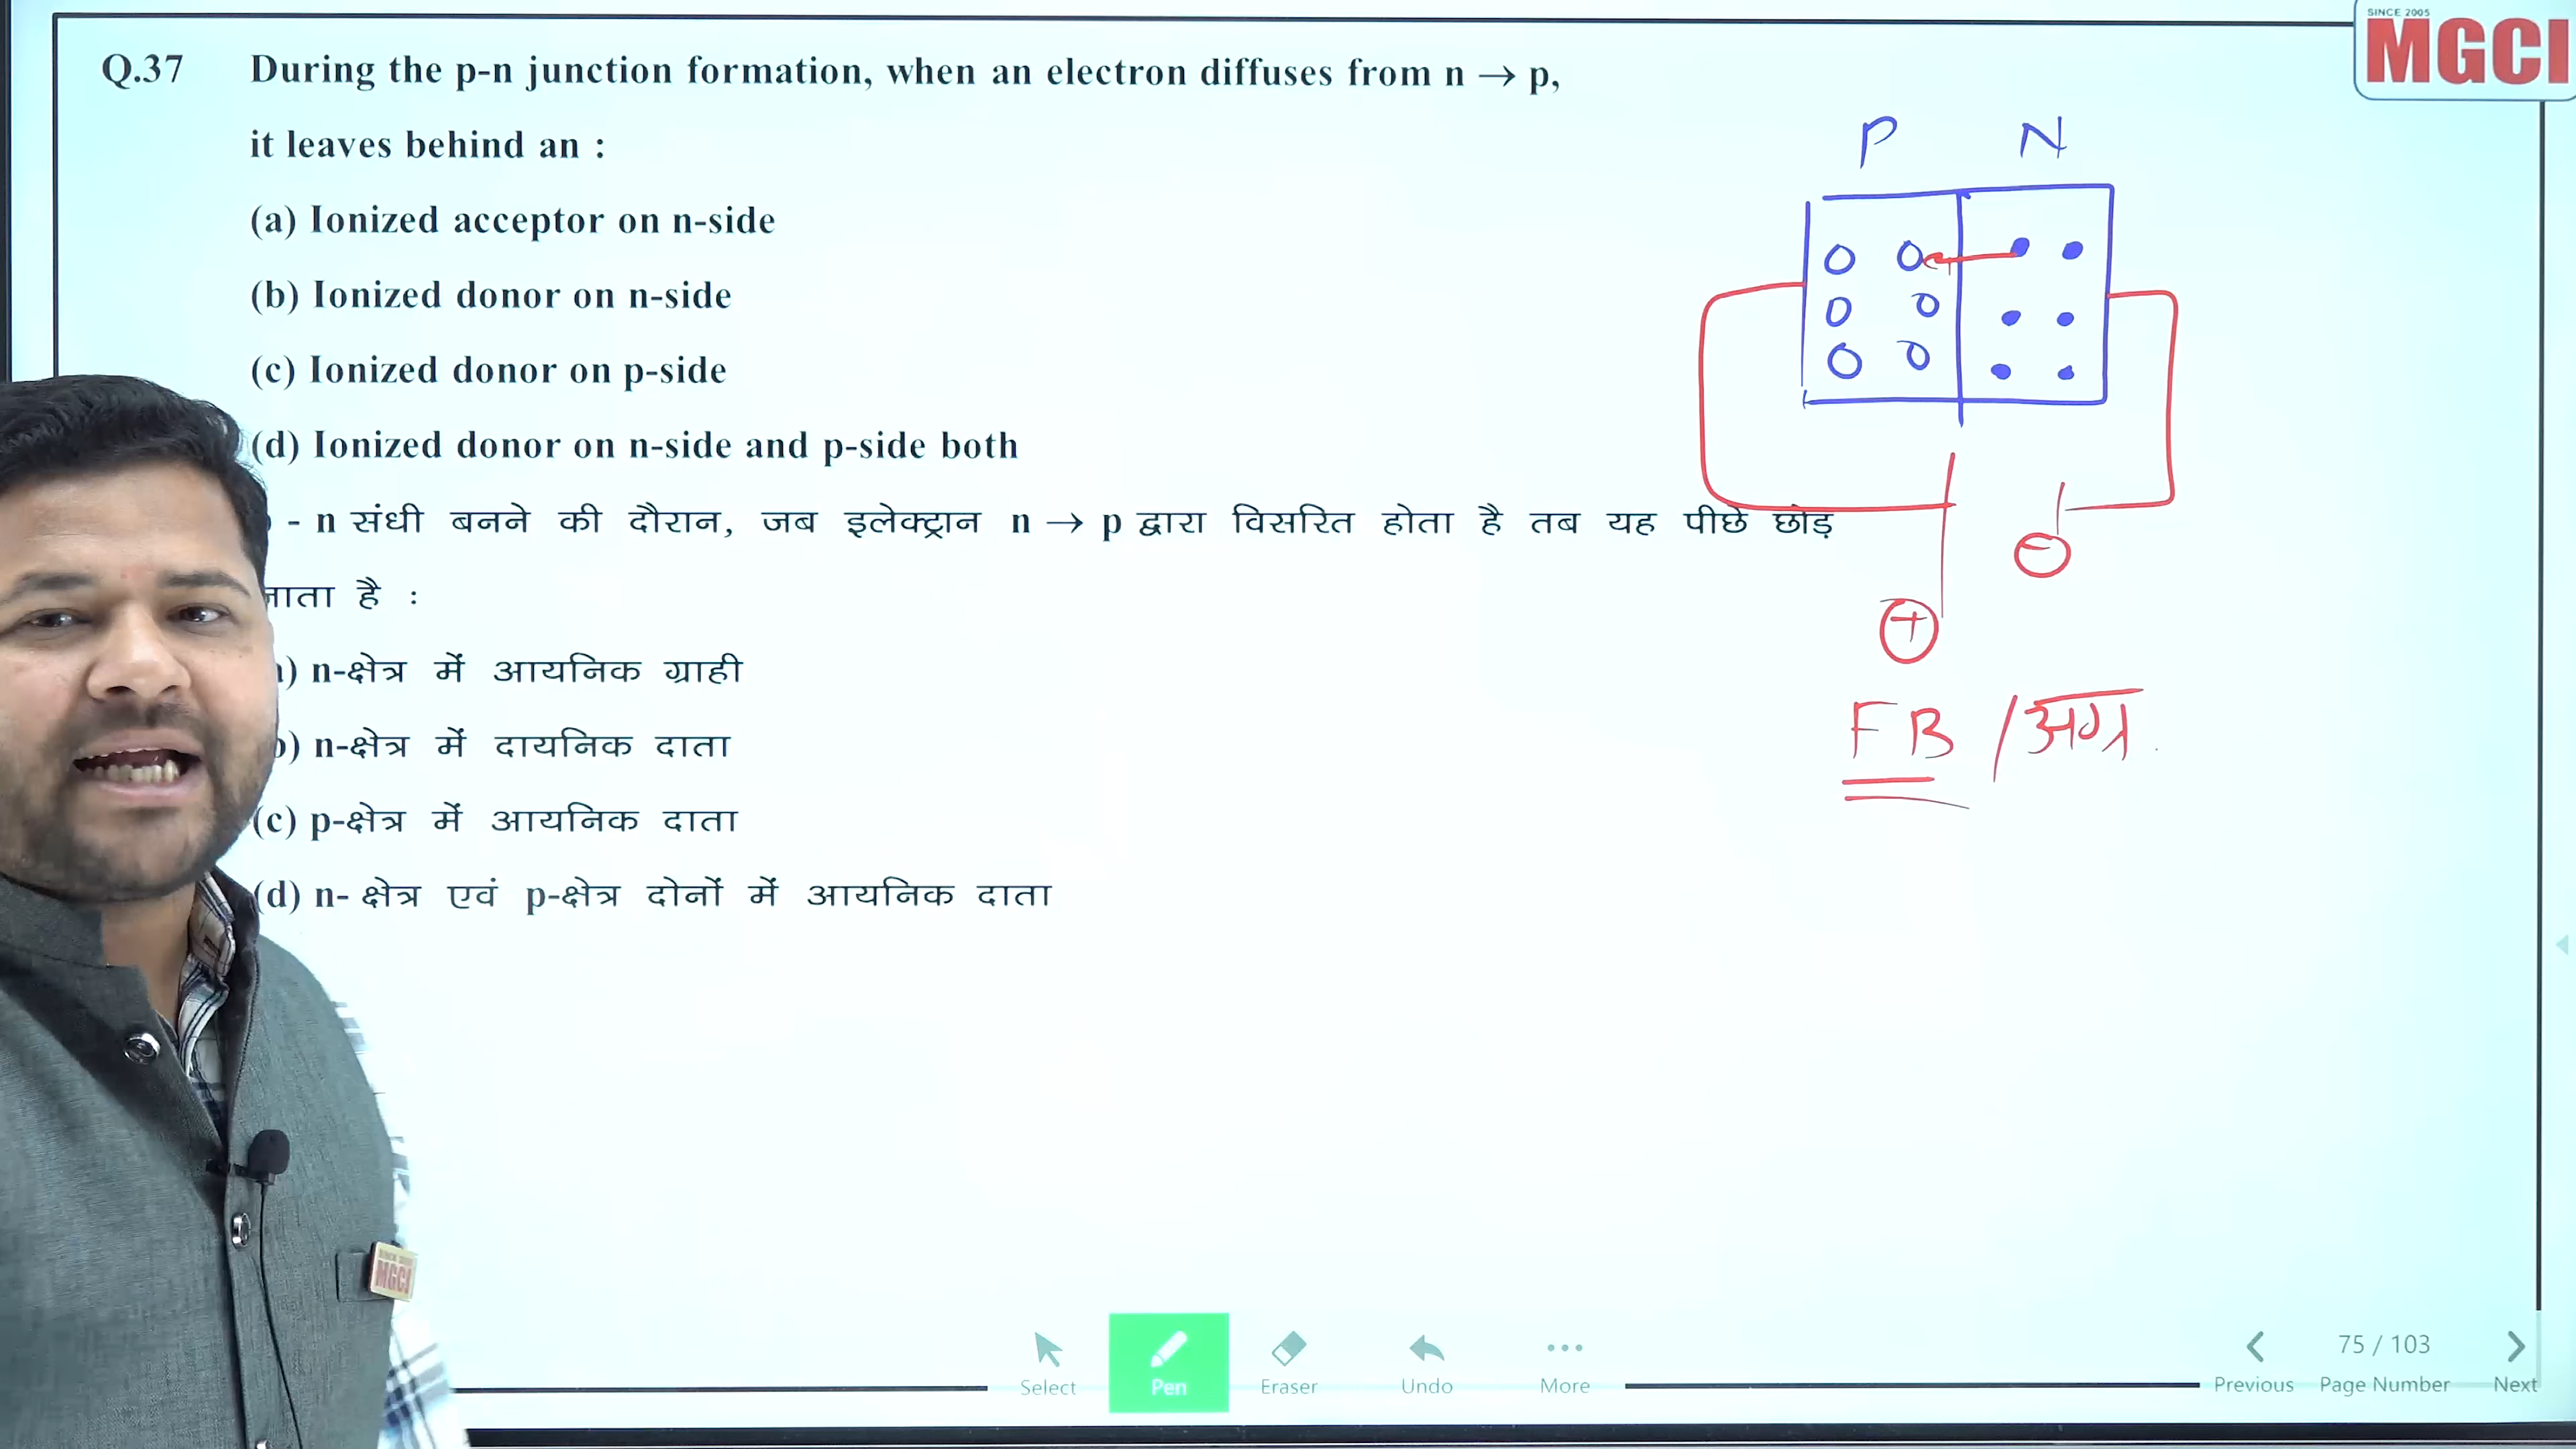 SINCE 2005
MGCI
Q.37 During the p-n junction formation, when an electron diffuses from n → p,
it leaves behind an :
(a) Ionized acceptor on n-side
(b) Ionized donor on n-side
(c) Ionized donor on p-side
(d) Ionized donor on n-side and p-side both
P N
- n संधी बनने की दौरान, जब इलेक्ट्रान n → p द्वारा विसरित होता है तब यह पीछे छोड़
जाता है :
) n-क्षेत्र में आयनिक ग्राही
) n-क्षेत्र में दायनिक दाता
(c) p-क्षेत्र में आयनिक दाता
(d) n- क्षेत्र एवं p-क्षेत्र दोनों में आयनिक दाता
−
+
FB / अग्र
MGCI
Select Pen Eraser Undo More
75 / 103
Previous Page Number Next